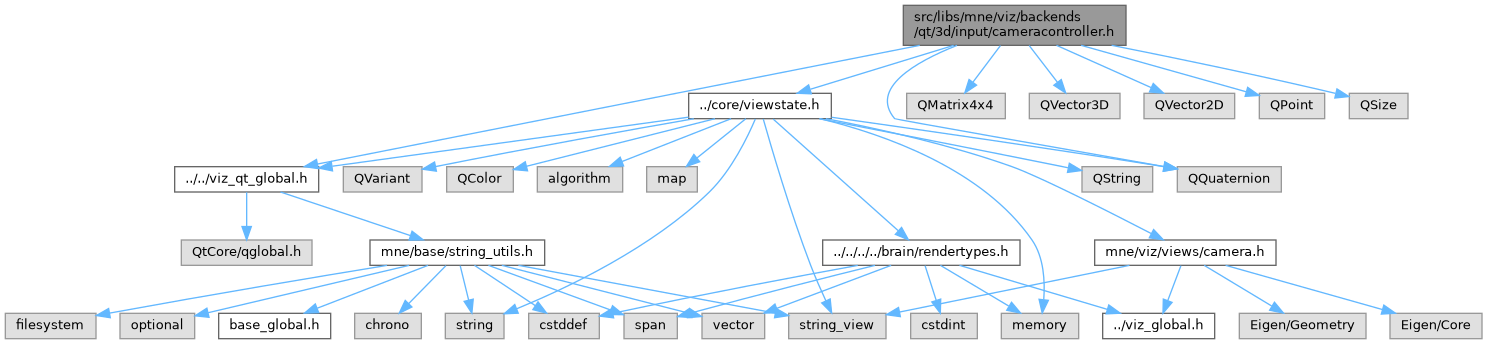 src/libs/mne/viz/backends
/qt/3d/input/cameracontroller.h
../core/viewstate.h
QMatrix4x4
QVector3D
QVector2D
QPoint
QSize
../../viz_qt_global.h
QVariant
QColor
algorithm
map
QString
QQuaternion
QtCore/qglobal.h
mne/base/string_utils.h
../../../../brain/rendertypes.h
mne/viz/views/camera.h
filesystem
optional
base_global.h
chrono
string
cstddef
span
vector
string_view
cstdint
memory
../viz_global.h
Eigen/Geometry
Eigen/Core